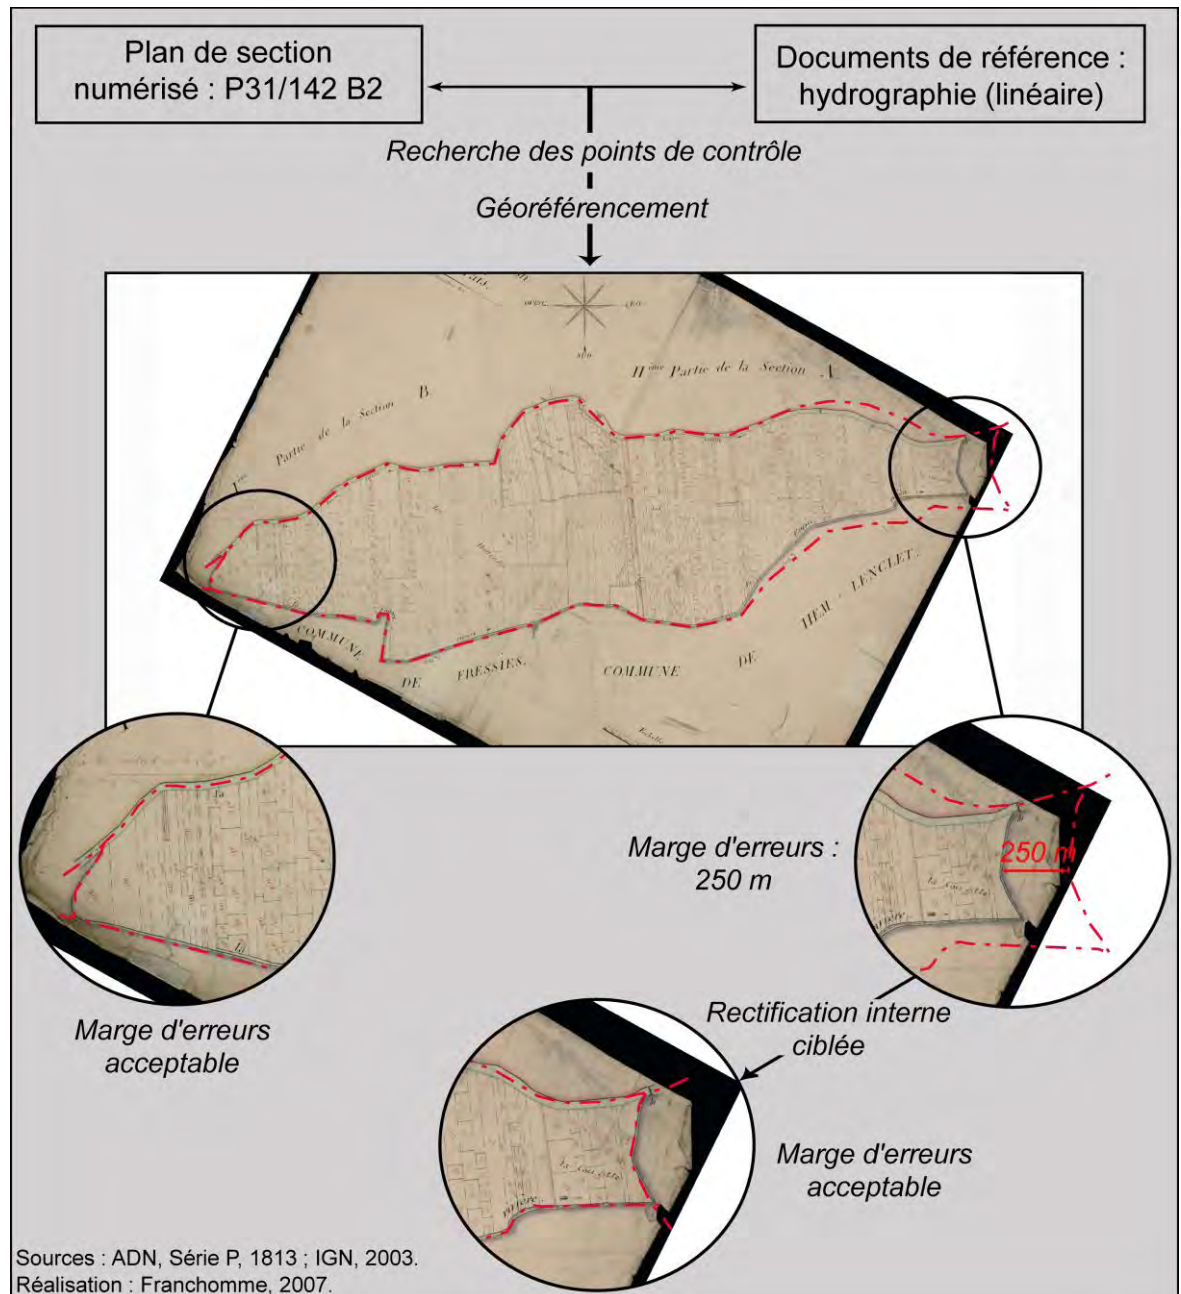 Plan de section
numérisé : P31/142 B2
Documents de référence :
hydrographie (linéaire)
Recherche des points de contrôle
Géoréférencement
II Partie de la Section A
I Partie de la Section B.
COMMUNE
DE
FRESSIES.
COMMUNE
DE
HEM - LENCLET.
Echelle
Marge d'erreurs
acceptable
Marge d'erreurs :
250 m
250 m
Rectification interne
ciblée
Marge d'erreurs
acceptable
Sources : ADN, Série P, 1813 ; IGN, 2003.
Réalisation : Franchomme, 2007.